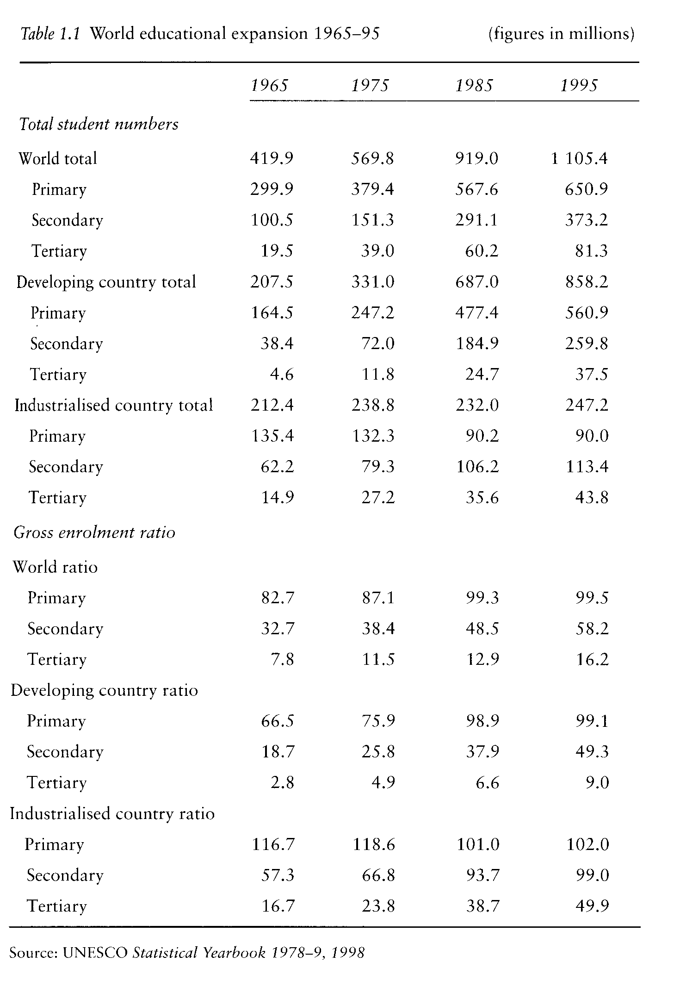 Table 1.1 World educational expansion 1965–95 (figures in millions)
1965 1975 1985 1995
Total student numbers
World total 419.9 569.8 919.0 1 105.4
Primary 299.9 379.4 567.6 650.9
Secondary 100.5 151.3 291.1 373.2
Tertiary 19.5 39.0 60.2 81.3
Developing country total 207.5 331.0 687.0 858.2
Primary 164.5 247.2 477.4 560.9
Secondary 38.4 72.0 184.9 259.8
Tertiary 4.6 11.8 24.7 37.5
Industrialised country total 212.4 238.8 232.0 247.2
Primary 135.4 132.3 90.2 90.0
Secondary 62.2 79.3 106.2 113.4
Tertiary 14.9 27.2 35.6 43.8
Gross enrolment ratio
World ratio
Primary 82.7 87.1 99.3 99.5
Secondary 32.7 38.4 48.5 58.2
Tertiary 7.8 11.5 12.9 16.2
Developing country ratio
Primary 66.5 75.9 98.9 99.1
Secondary 18.7 25.8 37.9 49.3
Tertiary 2.8 4.9 6.6 9.0
Industrialised country ratio
Primary 116.7 118.6 101.0 102.0
Secondary 57.3 66.8 93.7 99.0
Tertiary 16.7 23.8 38.7 49.9
Source: UNESCO Statistical Yearbook 1978–9, 1998